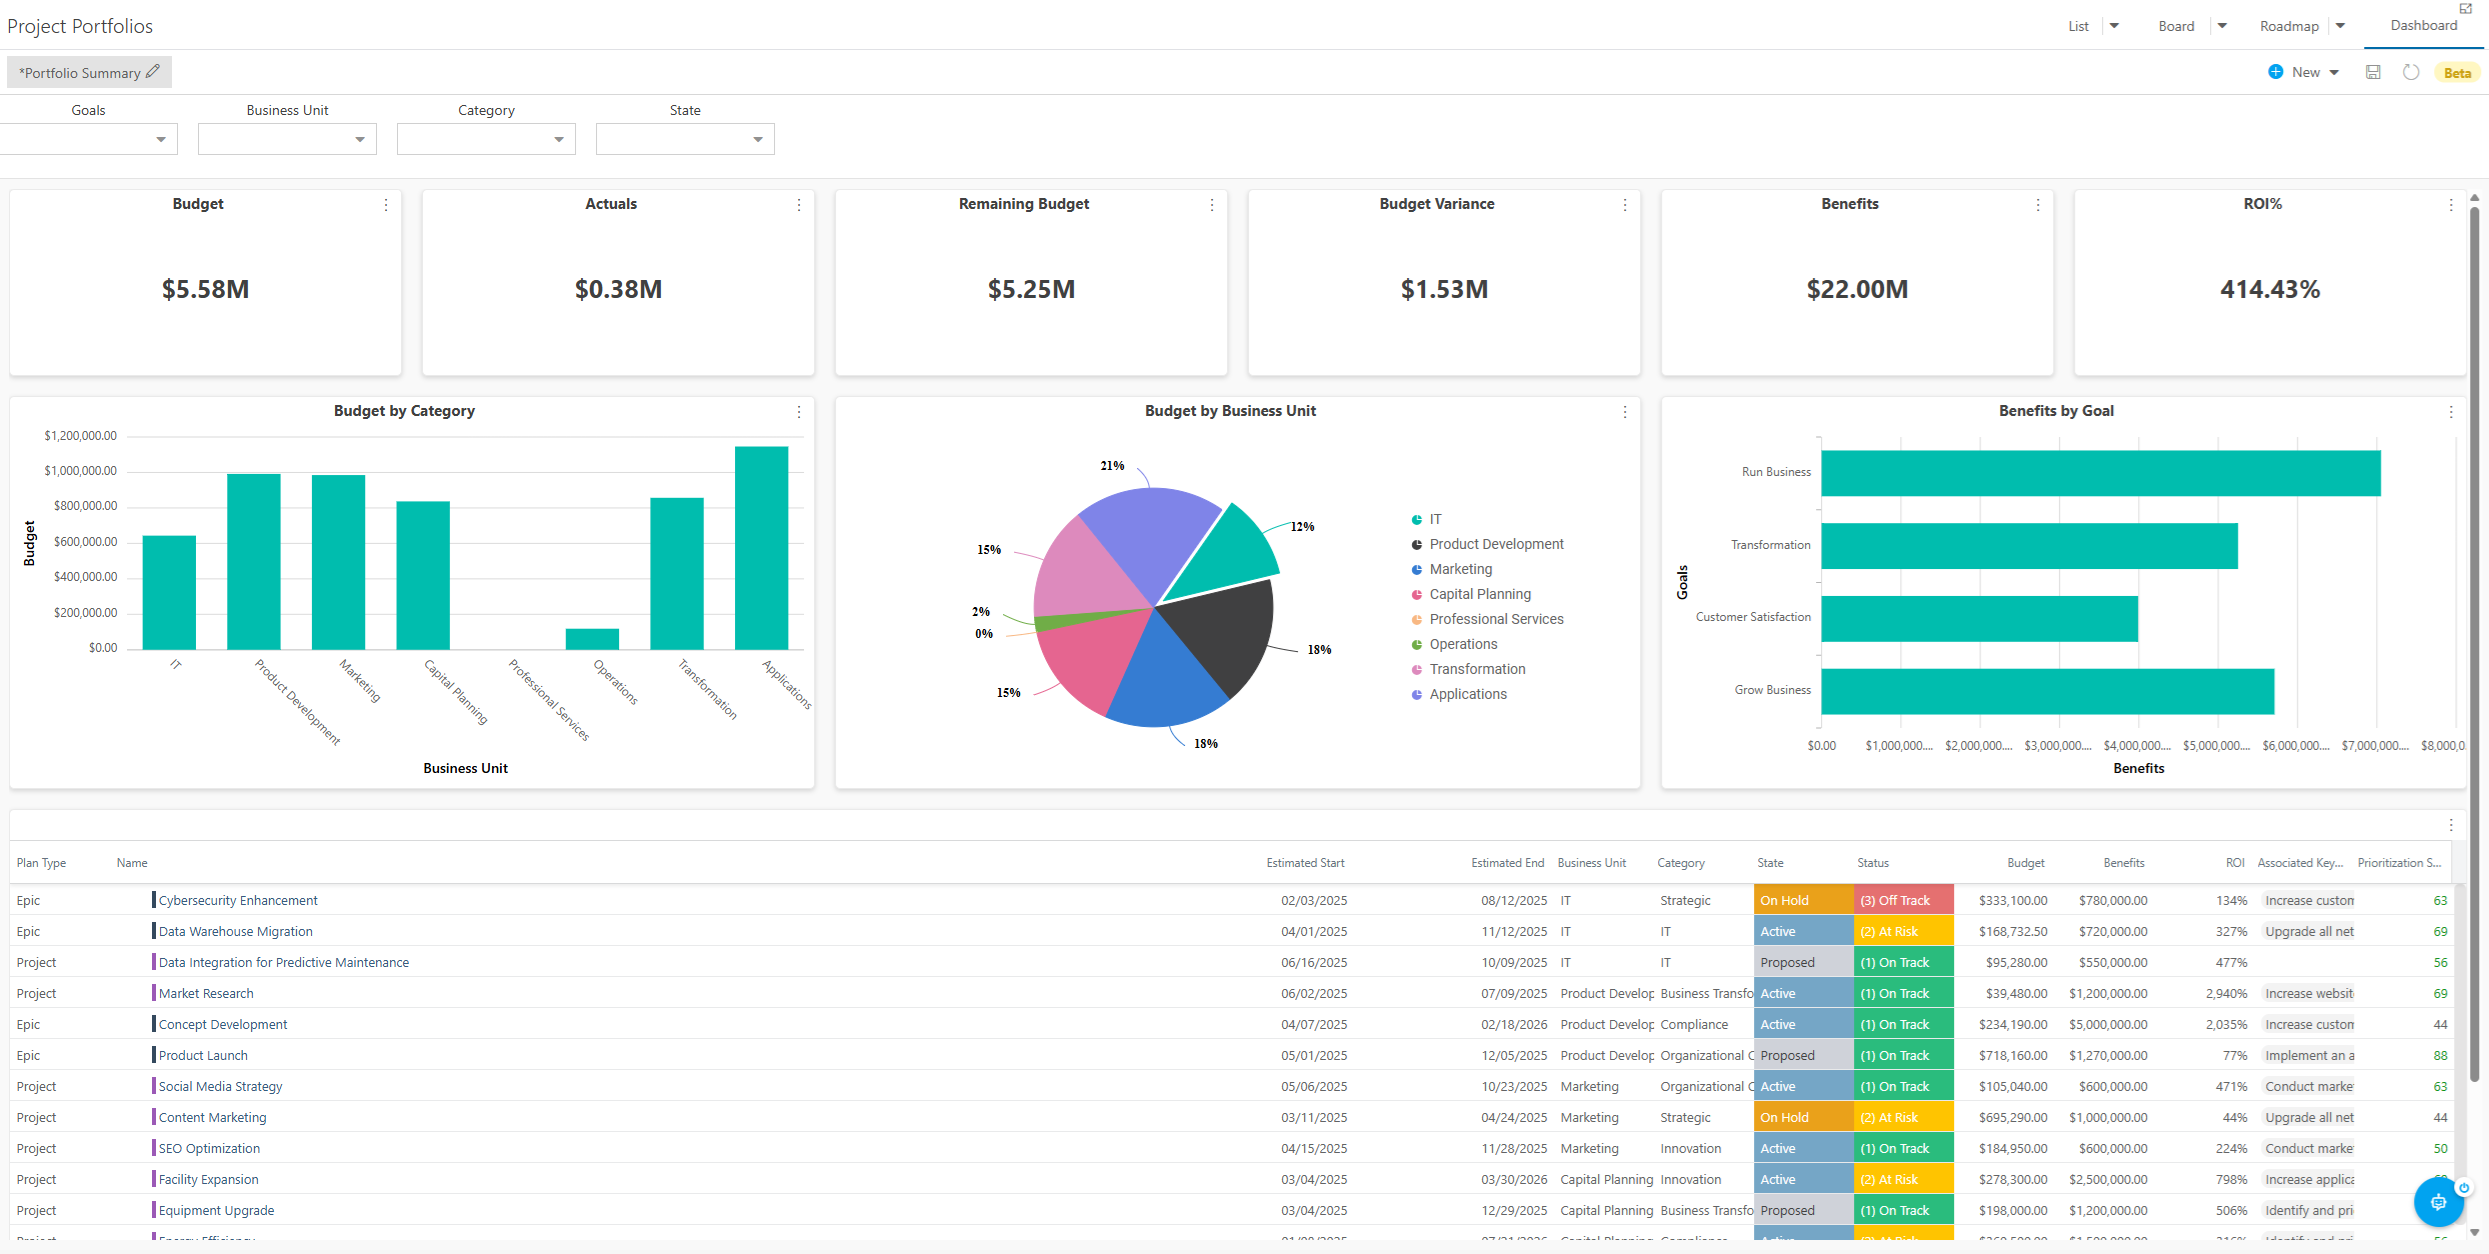 Project Portfolios
List
Board
Roadmap
Dashboard
*Portfolio Summary
New
Beta
Goals
Business Unit
Category
State
Budget
$5.58M
Actuals
$0.38M
Remaining Budget
$5.25M
Budget Variance
$1.53M
Benefits
$22.00M
ROI%
414.43%
Budget by Category
$1,200,000.00
$1,000,000.00
$800,000.00
$600,000.00
$400,000.00
$200,000.00
$0.00
Budget
IT
Product Development
Marketing
Capital Planning
Professional Services
Operations
Transformation
Applications
Business Unit
Budget by Business Unit
21%
12%
15%
2%
0%
18%
15%
18%
IT
Product Development
Marketing
Capital Planning
Professional Services
Operations
Transformation
Applications
Benefits by Goal
Goals
Run Business
Transformation
Customer Satisfaction
Grow Business
$0.00 $1,000,000.... $2,000,000.... $3,000,000.... $4,000,000.... $5,000,000.... $6,000,000.... $7,000,000.... $8,000,0
Benefits
Plan Type Name Estimated Start Estimated End Business Unit Category State Status Budget Benefits ROI Associated Key... Prioritization S...
Epic Cybersecurity Enhancement 02/03/2025 08/12/2025 IT Strategic On Hold (3) Off Track $333,100.00 $780,000.00 134% Increase custom 63
Epic Data Warehouse Migration 04/01/2025 11/12/2025 IT IT Active (2) At Risk $168,732.50 $720,000.00 327% Upgrade all net 69
Project Data Integration for Predictive Maintenance 06/16/2025 10/09/2025 IT IT Proposed (1) On Track $95,280.00 $550,000.00 477% 56
Project Market Research 06/02/2025 07/09/2025 Product Develop Business Transfo Active (1) On Track $39,480.00 $1,200,000.00 2,940% Increase websit 69
Epic Concept Development 04/07/2025 02/18/2026 Product Develop Compliance Active (1) On Track $234,190.00 $5,000,000.00 2,035% Increase custom 44
Epic Product Launch 05/01/2025 12/05/2025 Product Develop Organizational C Proposed (1) On Track $718,160.00 $1,270,000.00 77% Implement an a 88
Project Social Media Strategy 05/06/2025 10/23/2025 Marketing Organizational C Active (1) On Track $105,040.00 $600,000.00 471% Conduct marke 63
Project Content Marketing 03/11/2025 04/24/2025 Marketing Strategic On Hold (2) At Risk $695,290.00 $1,000,000.00 44% Upgrade all net 44
Project SEO Optimization 04/15/2025 11/28/2025 Marketing Innovation Active (1) On Track $184,950.00 $600,000.00 224% Conduct marke 50
Project Facility Expansion 03/04/2025 03/30/2026 Capital Planning Innovation Active (2) At Risk $278,300.00 $2,500,000.00 798% Increase applica
Project Equipment Upgrade 03/04/2025 12/29/2025 Capital Planning Business Transfo Proposed (1) On Track $198,000.00 $1,200,000.00 506% Identify and pri